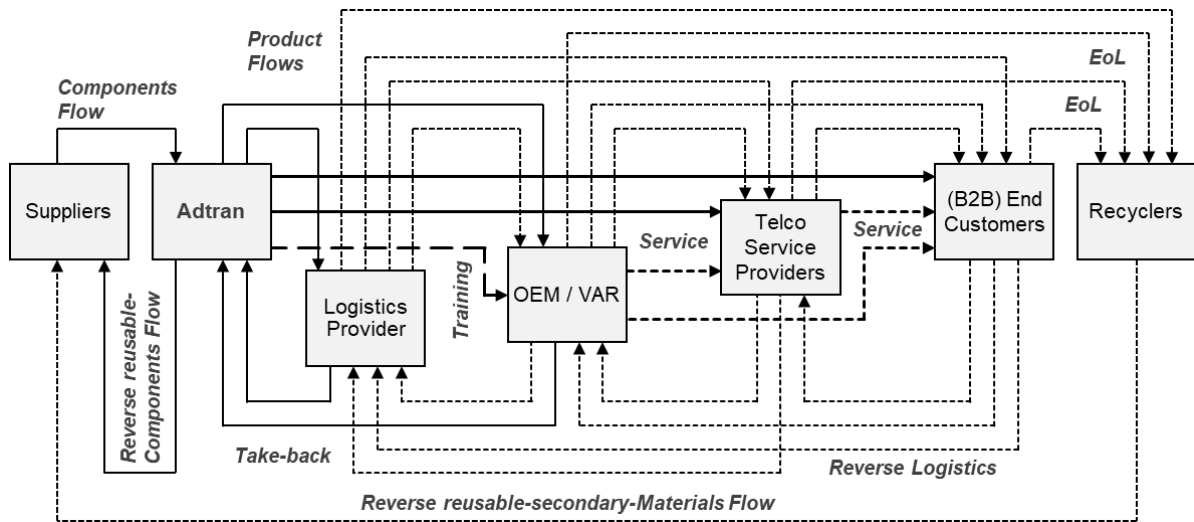 Product
Flows
Components
Flow
EoL
EoL
Suppliers
Adtran
(B2B) End
Customers
Recyclers
Telco
Service
Providers
Service
Service
OEM / VAR
Logistics
Provider
Training
Reverse reusable-
Components Flow
Take-back
Reverse Logistics
Reverse reusable-secondary-Materials Flow